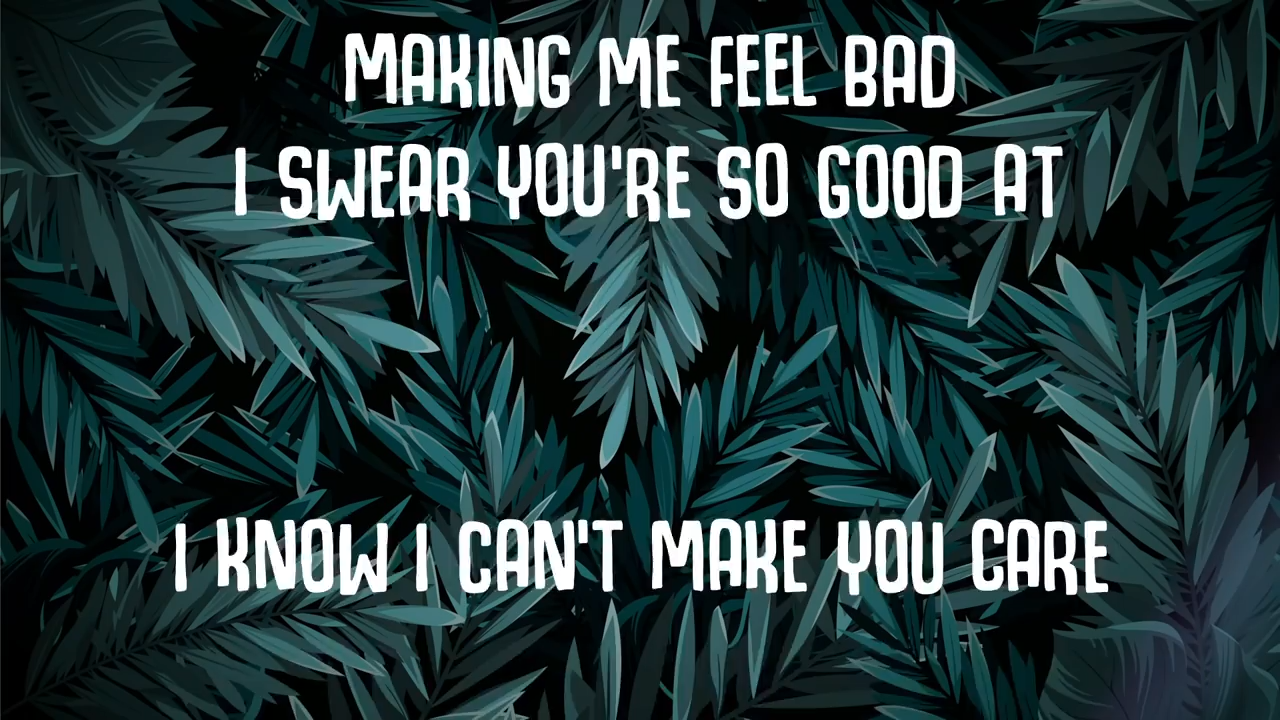 MAKING ME FEEL BAD
I SWEAR YOU'RE SO GOOD AT
I KNOW I CAN'T MAKE YOU CARE